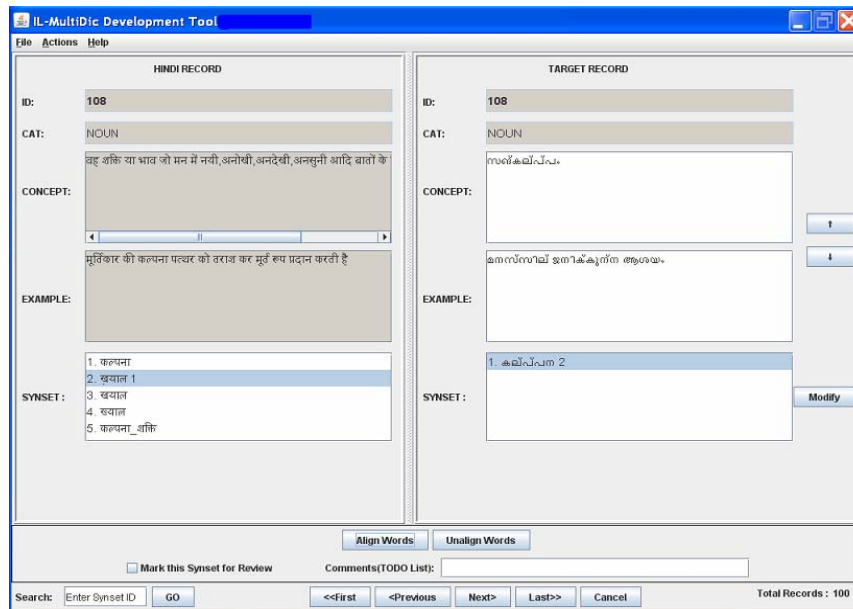 IL-MultiDic Development Tool
File Actions Help
HINDI RECORD
ID: 108
CAT: NOUN
CONCEPT: वह शक्ति या भाव जो मन में नयी,अनोखी,अनदेखी,अनसुनी आदि बातों के
EXAMPLE: मूर्तिकार की कल्पना पत्थर को तराश कर मूर्त रूप प्रदान करती है
SYNSET :
1. कल्पना
2. ख़याल 1
3. खयाल
4. ख्याल
5. कल्पना_शक्ति
TARGET RECORD
ID: 108
CAT: NOUN
CONCEPT: സങ്കല്പ്പം
EXAMPLE: മനസ്സില് ജനിക്കുന്ന ആശയം
SYNSET :
1. കല്പ്പന 2
Modify
Align Words Unalign Words
Mark this Synset for Review Comments(TODO List):
Search: Enter Synset ID GO <<First <Previous Next> Last>> Cancel Total Records : 100